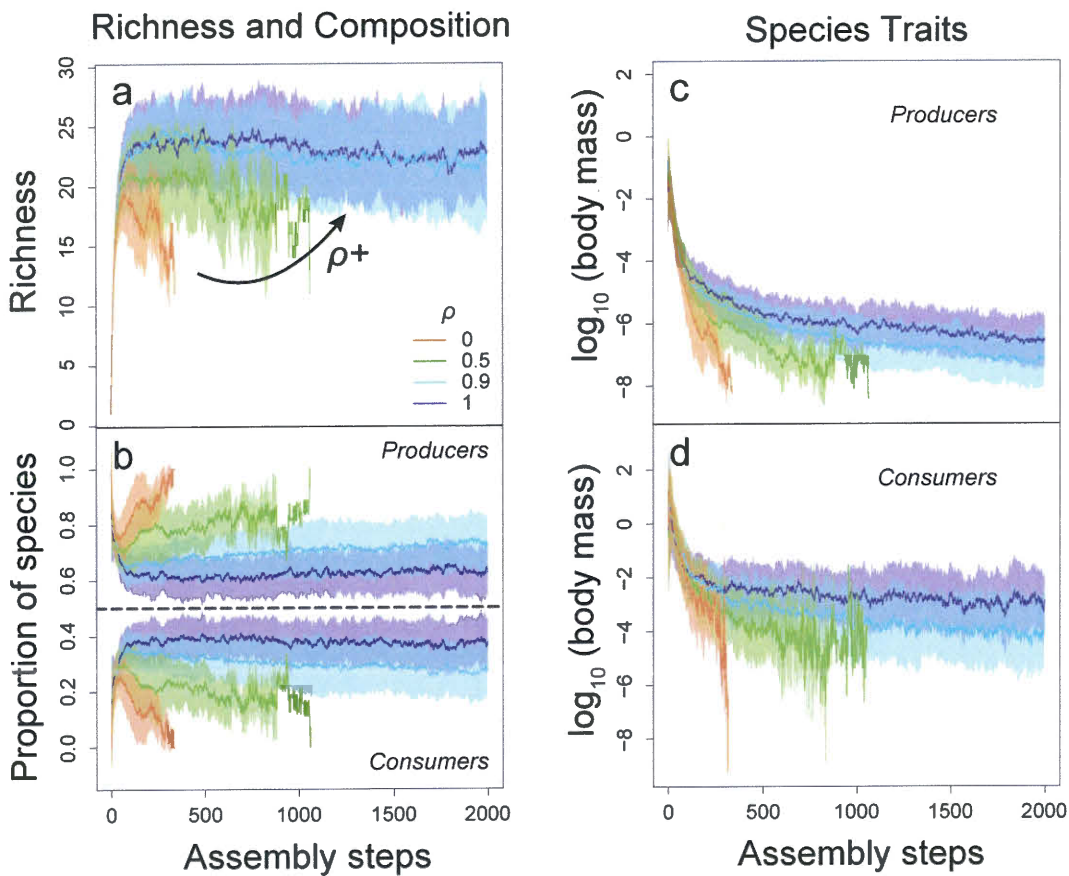 Richness and Composition
Species Traits
a
Richness
30
25
20
15
10
5
0
ρ+
ρ
0
0.5
0.9
1
b
Producers
Consumers
Proportion of species
1.0
0.8
0.6
0.4
0.2
0.0
0
500
1000
1500
2000
Assembly steps
c
Producers
log10 (body mass)
2
0
-2
-4
-6
-8
d
Consumers
log10 (body mass)
2
0
-2
-4
-6
-8
0
500
1000
1500
2000
Assembly steps